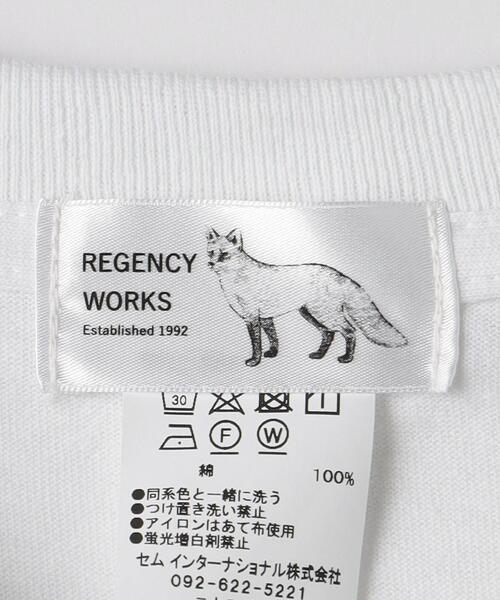 REGENCY
WORKS
Established 1992
30
F W
綿 100%
●同系色と一緒に洗う
●つけ置き洗い禁止
●アイロンはあて布使用
●蛍光増白剤禁止
セム インターナショナル株式会社
092-622-5221